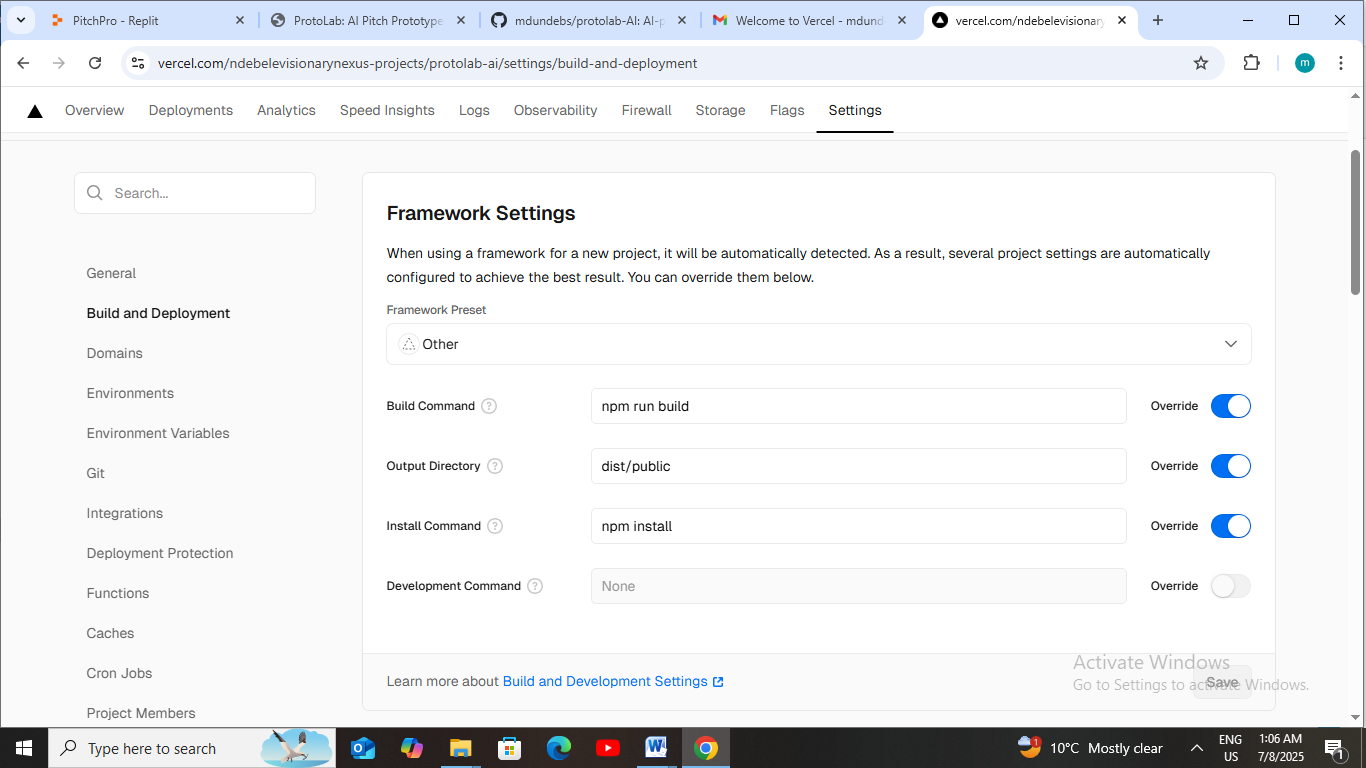 PitchPro - Replit
ProtoLab: AI Pitch Prototype
mdundebs/protolab-AI: AI-p
Welcome to Vercel - mdund
vercel.com/ndebelevisionary
vercel.com/ndebelevisionarynexus-projects/protolab-ai/settings/build-and-deployment
m
Overview
Deployments
Analytics
Speed Insights
Logs
Observability
Firewall
Storage
Flags
Settings
Search...
General
Build and Deployment
Domains
Environments
Environment Variables
Git
Integrations
Deployment Protection
Functions
Caches
Cron Jobs
Project Members
Framework Settings
When using a framework for a new project, it will be automatically detected. As a result, several project settings are automatically
configured to achieve the best result. You can override them below.
Framework Preset
Other
Build Command ?
npm run build
Override
Output Directory ?
dist/public
Override
Install Command ?
npm install
Override
Development Command ?
None
Override
Learn more about Build and Development Settings
Save
Activate Windows
Go to Settings to activate Windows.
Type here to search
1
10°C Mostly clear
ENG
US
1:06 AM
7/8/2025
1